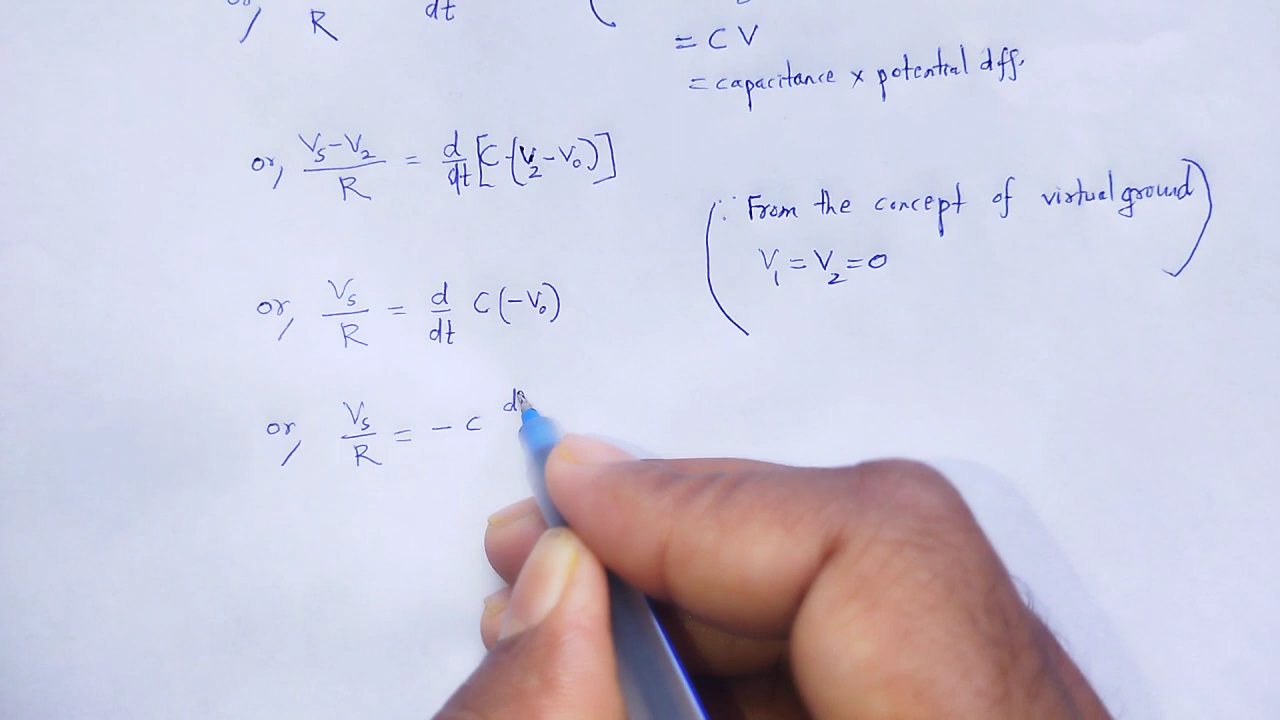 / R dt
= C V
= capacitance x potential diff.
or, Vs-V2/R = d/dt[C (V2-V0)]
∵ From the concept of virtual ground
V1 = V2 = 0
or, Vs/R = d/dt C(-V0)
or, Vs/R = - C d